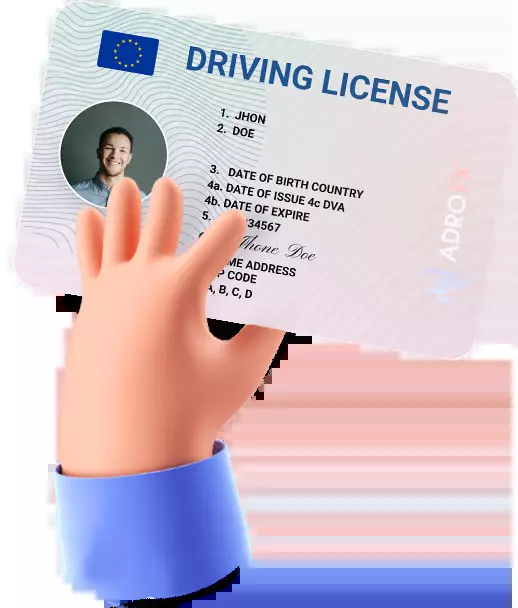 DRIVING LICENSE
1. JHON
2. DOE
3. DATE OF BIRTH COUNTRY
4a. DATE OF ISSUE 4c DVA
4b. DATE OF EXPIRE
5. 34567
Jhone Doe
ME ADDRESS
P CODE
A, B, C, D
ADROFX